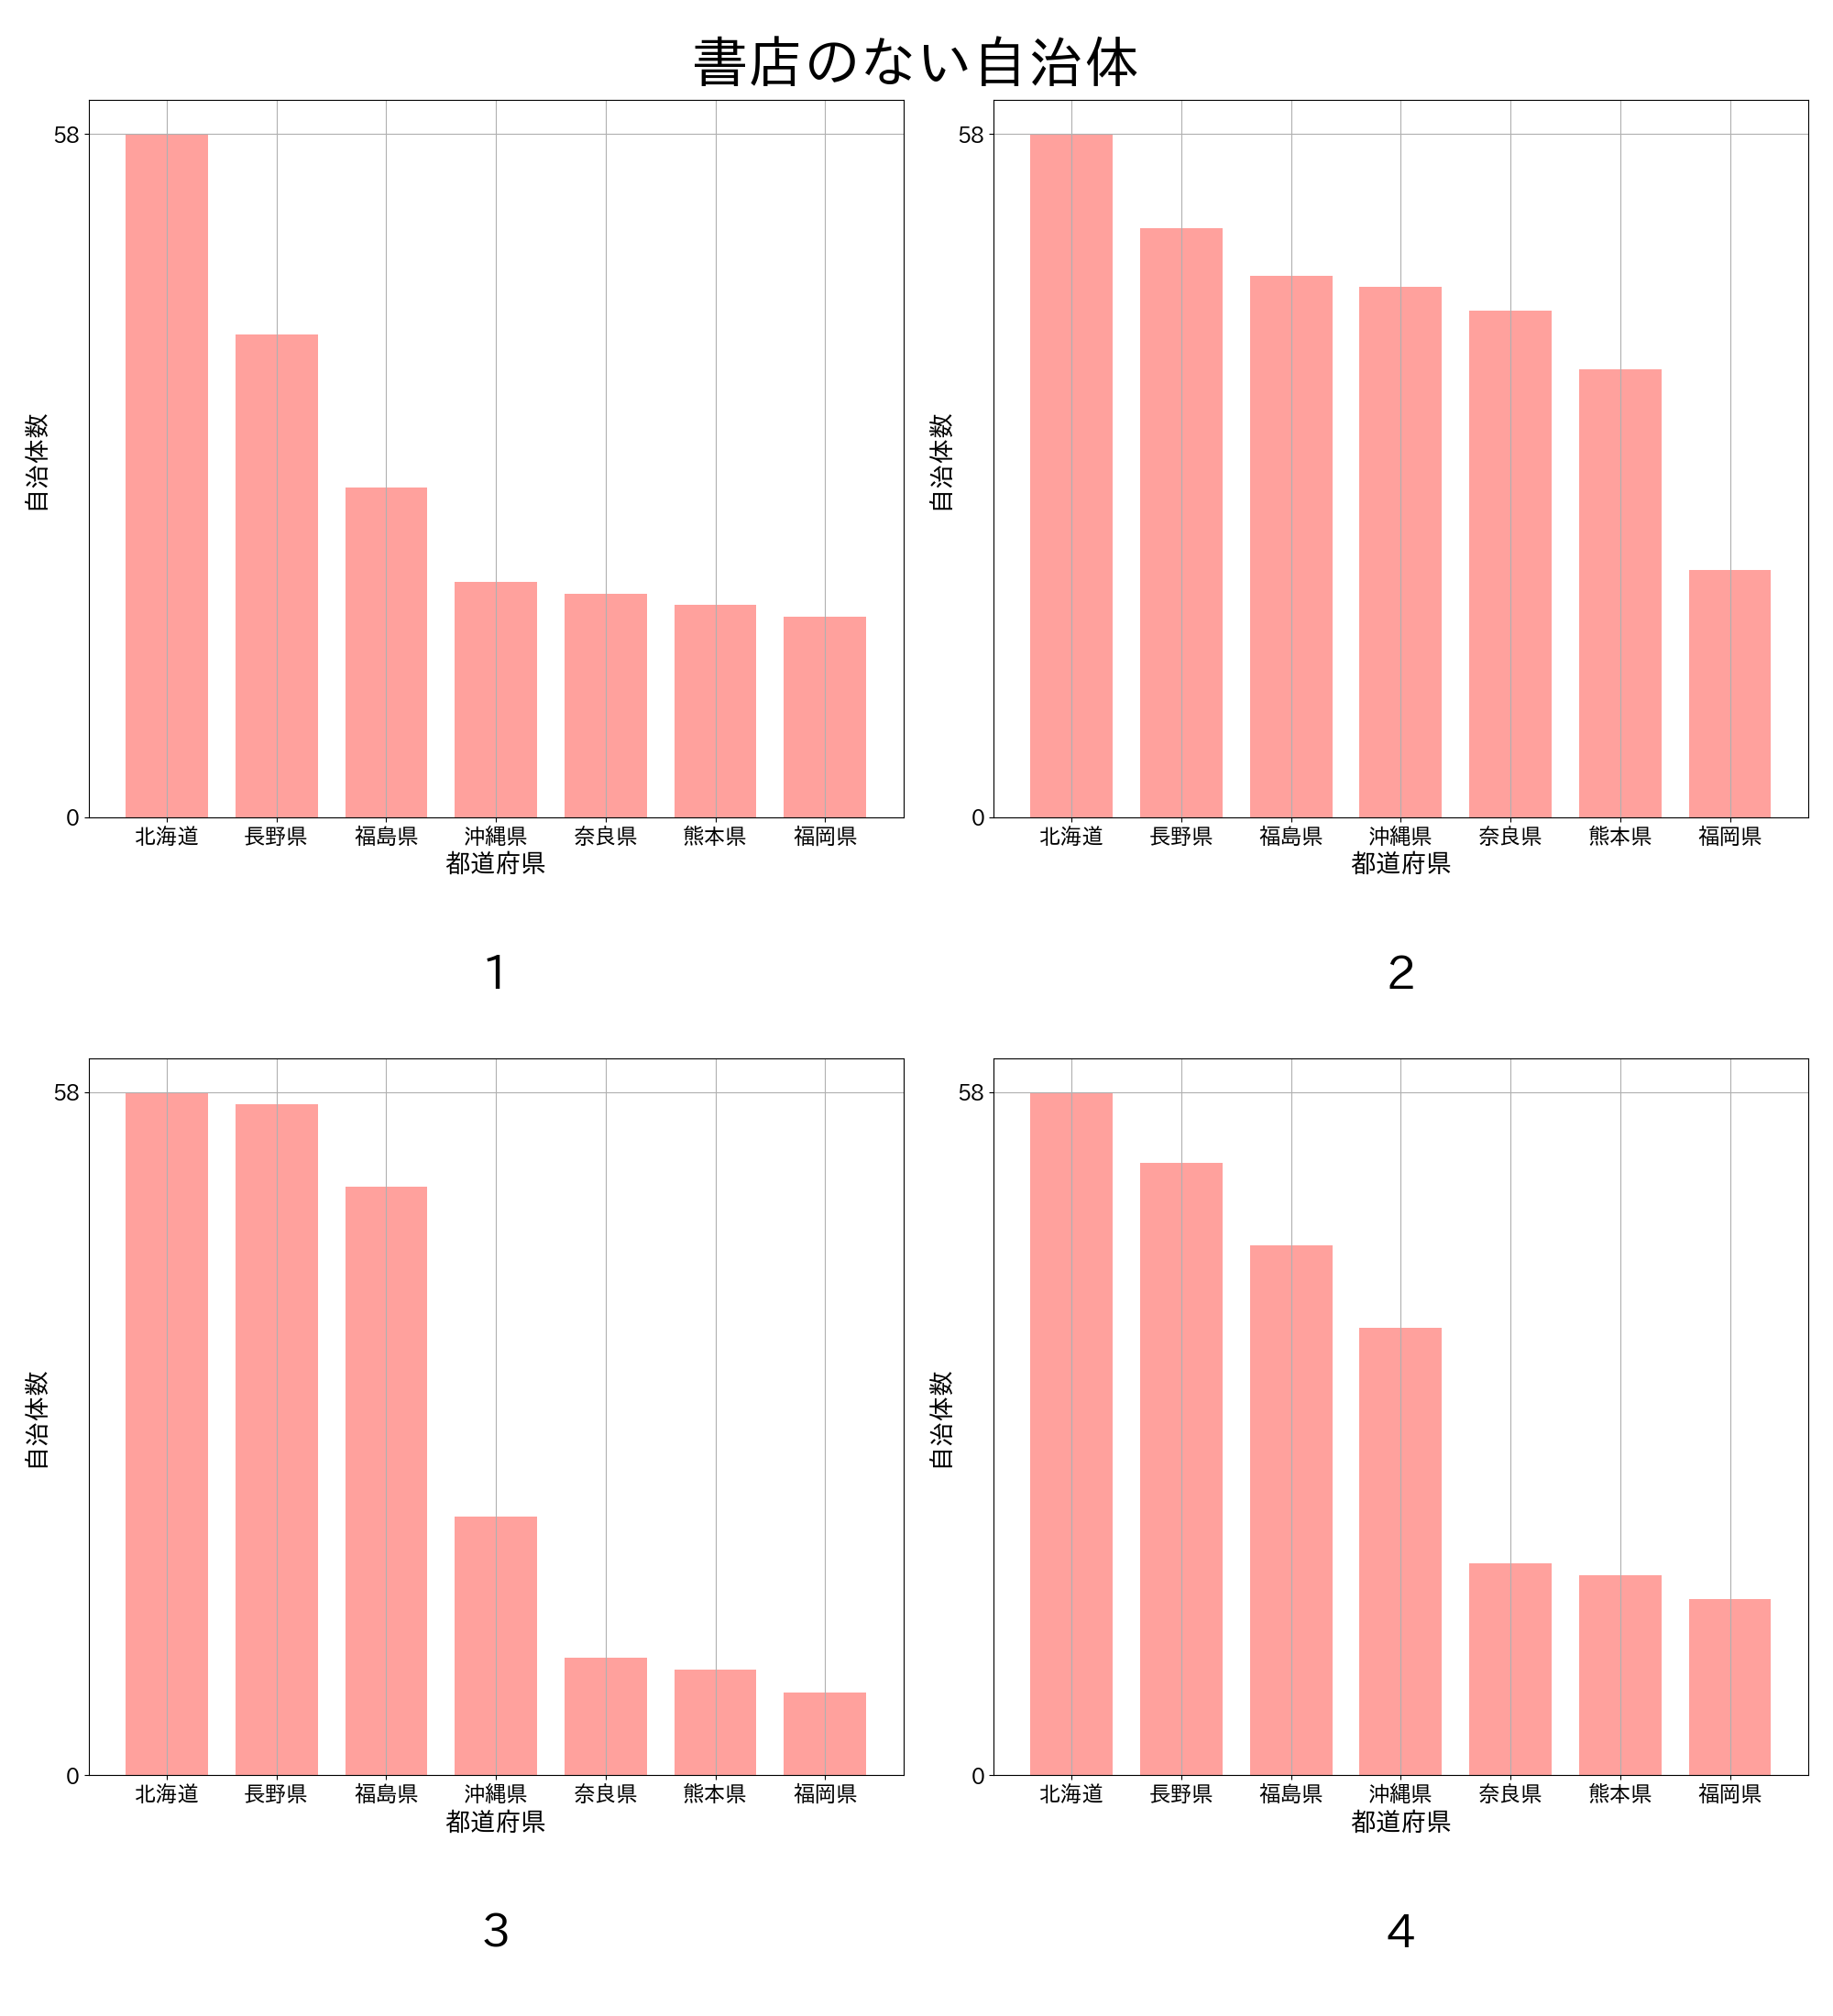 書店のない自治体
58
0
自治体数
北海道 長野県 福島県 沖縄県 奈良県 熊本県 福岡県
都道府県
1
58
0
自治体数
北海道 長野県 福島県 沖縄県 奈良県 熊本県 福岡県
都道府県
2
58
0
自治体数
北海道 長野県 福島県 沖縄県 奈良県 熊本県 福岡県
都道府県
3
58
0
自治体数
北海道 長野県 福島県 沖縄県 奈良県 熊本県 福岡県
都道府県
4